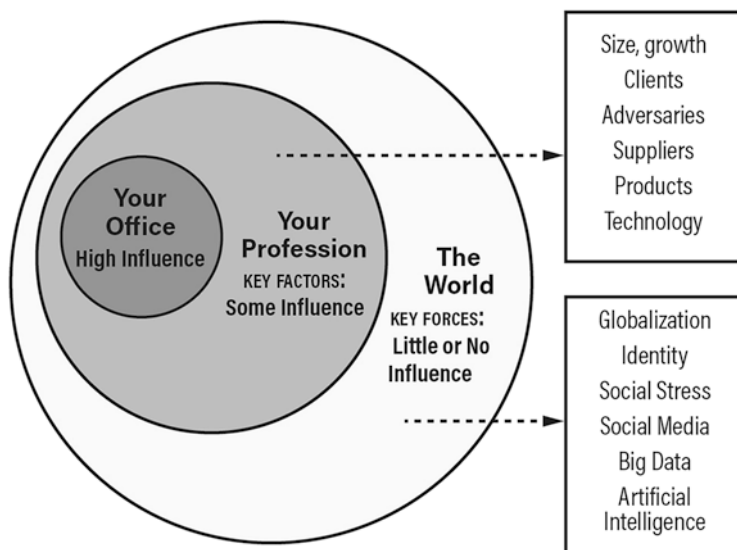 Your
Office
High Influence
Your
Profession
KEY FACTORS:
Some Influence
The
World
KEY FORCES:
Little or No
Influence
Size, growth
Clients
Adversaries
Suppliers
Products
Technology
Globalization
Identity
Social Stress
Social Media
Big Data
Artificial
Intelligence